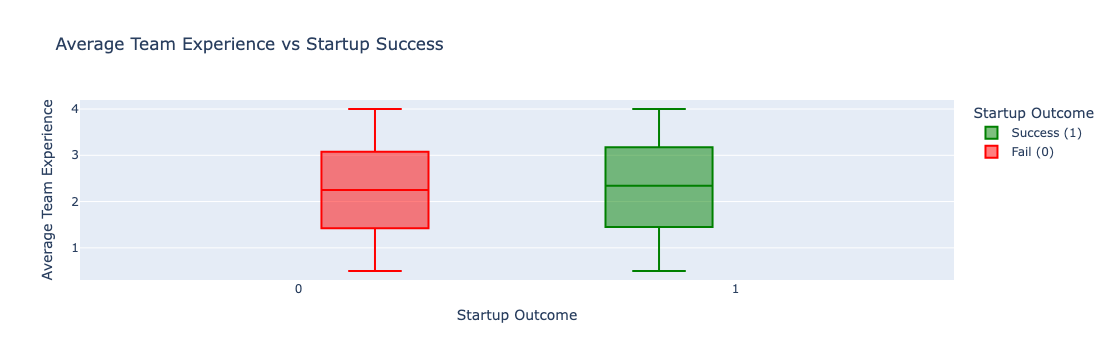 Average Team Experience vs Startup Success
Average Team Experience
4
3
2
1
0
1
Startup Outcome
Startup Outcome
Success (1)
Fail (0)